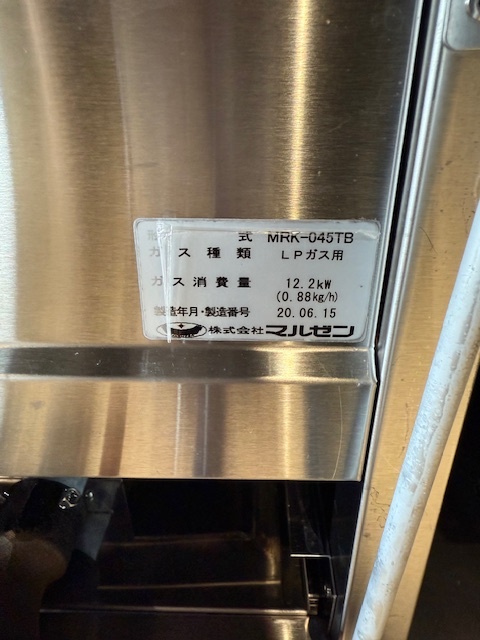 式 MRK-045TB
ガス種類 LPガス用
ガス消費量 12.2kW
(0.88kg/h)
製造年月・製造番号 20.06.15
株式会社マルゼン